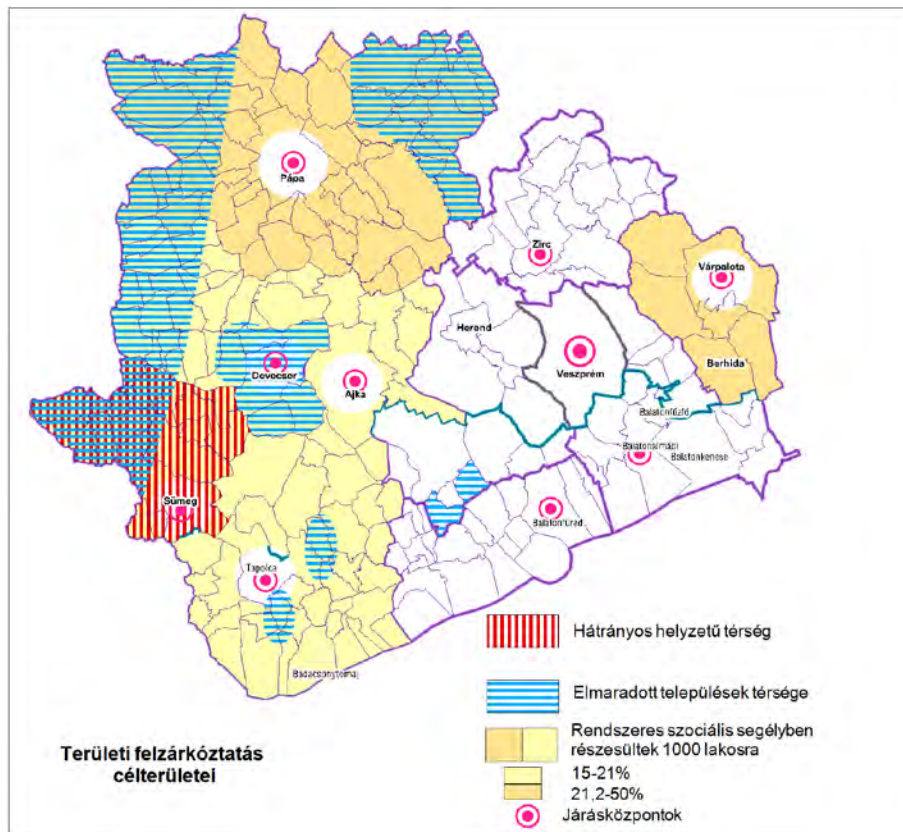 Pápa
Zirc
Várpalota
Herend
Berhida
Devecser
Veszprém
Ajka
Balatonfűzfő
Balatonalmádi
Balatonkenese
Sümeg
Balatonfüred
Tapolca
Badacsonytomaj
Hátrányos helyzetű térség
Elmaradott települések térsége
Rendszeres szociális segélyben
részesültek 1000 lakosra
15-21%
21,2-50%
Járásközpontok
Területi felzárkóztatás
célterületei